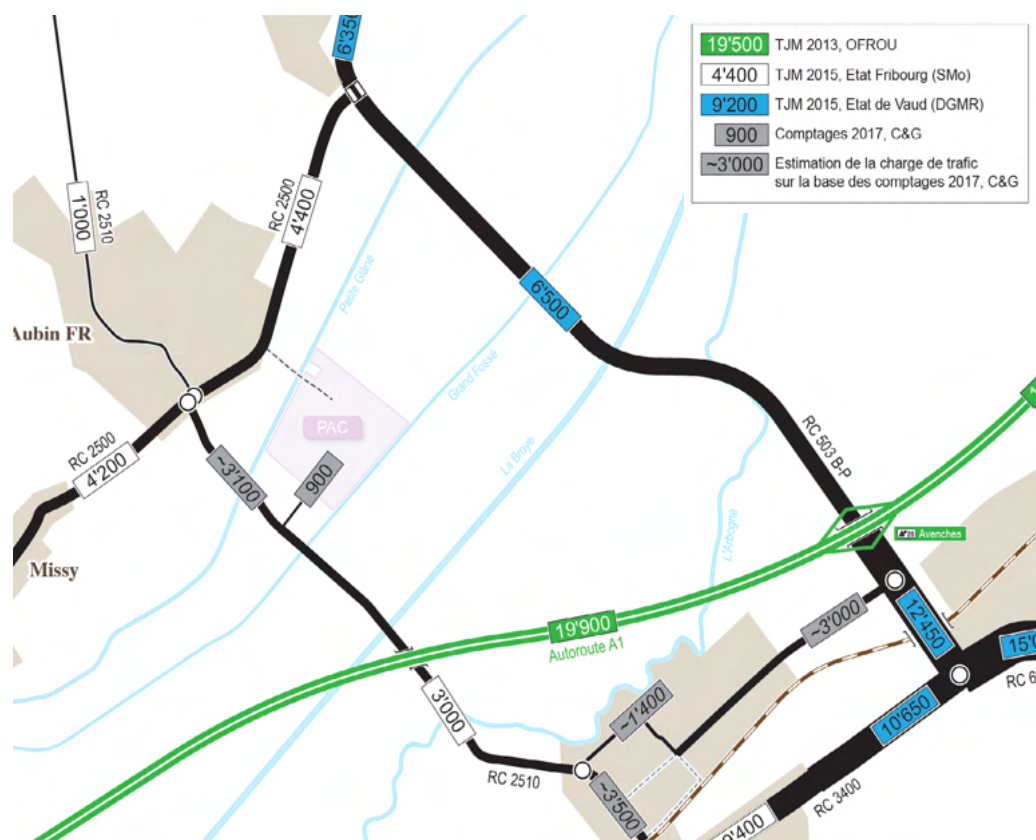 6'350
19'500 TJM 2013, OFROU
4'400 TJM 2015, Etat Fribourg (SMo)
9'200 TJM 2015, Etat de Vaud (DGMR)
900 Comptages 2017, C&G
~3'000 Estimation de la charge de trafic
sur la base des comptages 2017, C&G
RC 2510
1'000
RC 2500
4'400
Petite Glâne
6'500
Aubin FR
Grand Fossé
PAC
La Broye
RC 503 B-P
RC 2500
4'200
~3'100
900
L'Arbogne
Avenches
Missy
19'900
Autoroute A1
~3'000
12'450
3'000
~1'400
10'650
RC 2510
~3'500
RC 3400
RC 6